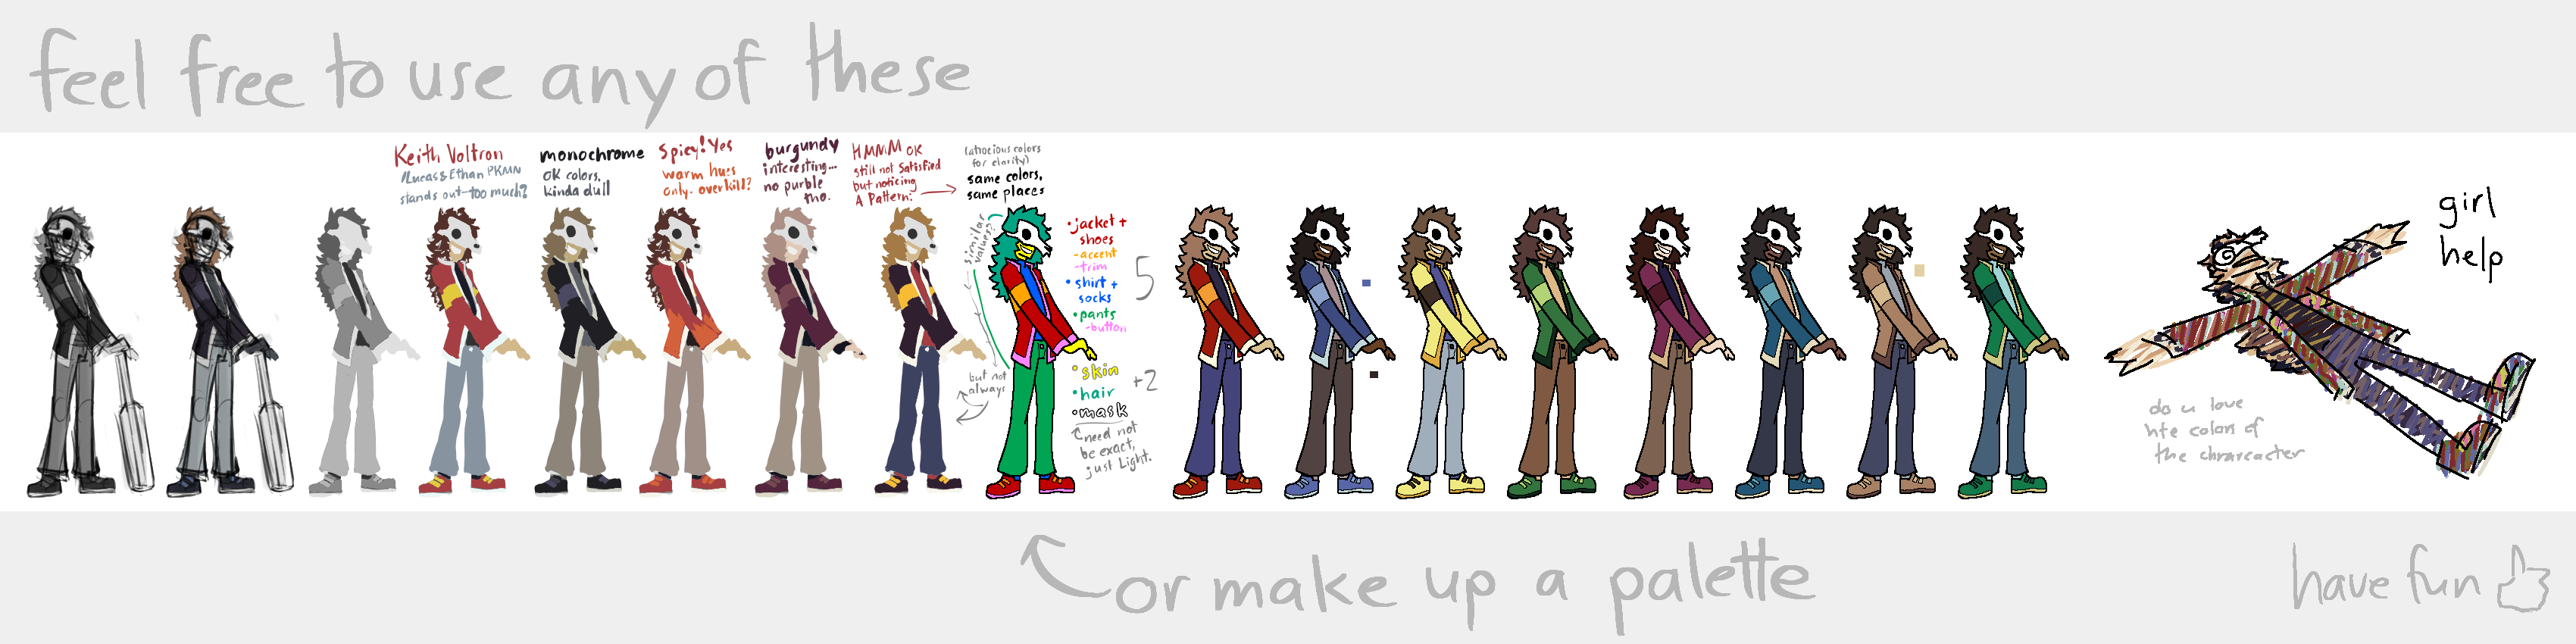 feel free to use any of these
Keith Voltron
/Lucas & Ethan PKMN
stands out-too much?
monochrome
OK colors.
kinda dull
Spicy! Yes
warm hues
only. overkill?
burgundy
interesting...
no purble
tho.
HMMM OK
still not Satisfied
but noticing
A Pattern.
(atrocious colors
for clarity)
same colors,
same places
similar
values?
but not
always
•jacket +
shoes
-accent
-trim
•shirt +
socks
•pants
-button
5
•skin
•hair
•mask
need not
be exact,
just Light.
+2
girl
help
do u love
hte colors of
the chrarcacter
or make up a palette
have fun